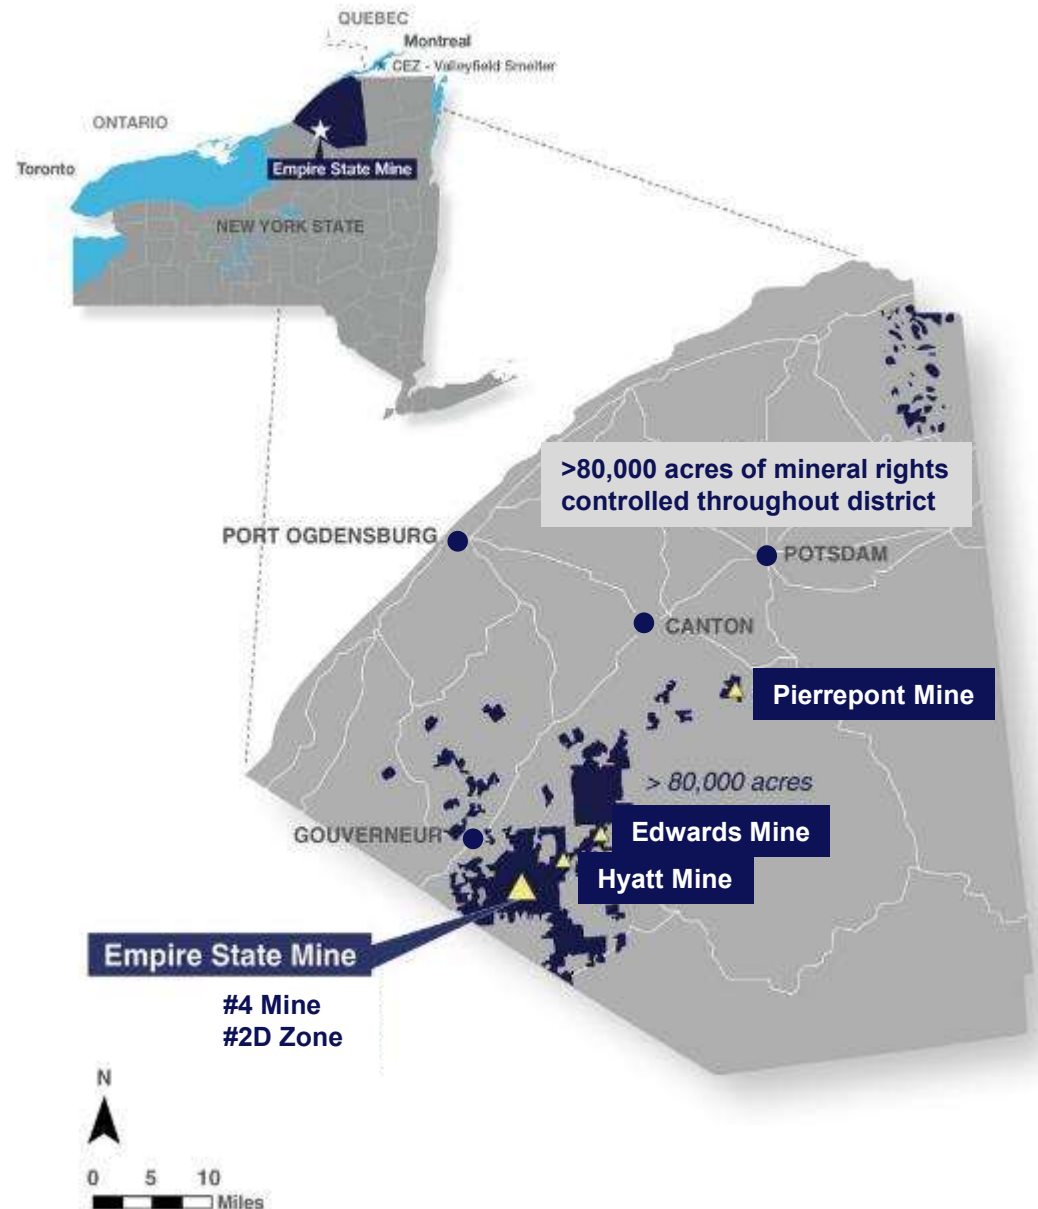 QUEBEC
Montreal
CEZ - Valleyfield Smelter
ONTARIO
Toronto
Empire State Mine
NEW YORK STATE
>80,000 acres of mineral rights
controlled throughout district
PORT OGDENSBURG
POTSDAM
CANTON
Pierrepont Mine
> 80,000 acres
GOUVERNEUR
Edwards Mine
Hyatt Mine
Empire State Mine
#4 Mine
#2D Zone
N
0 5 10
Miles